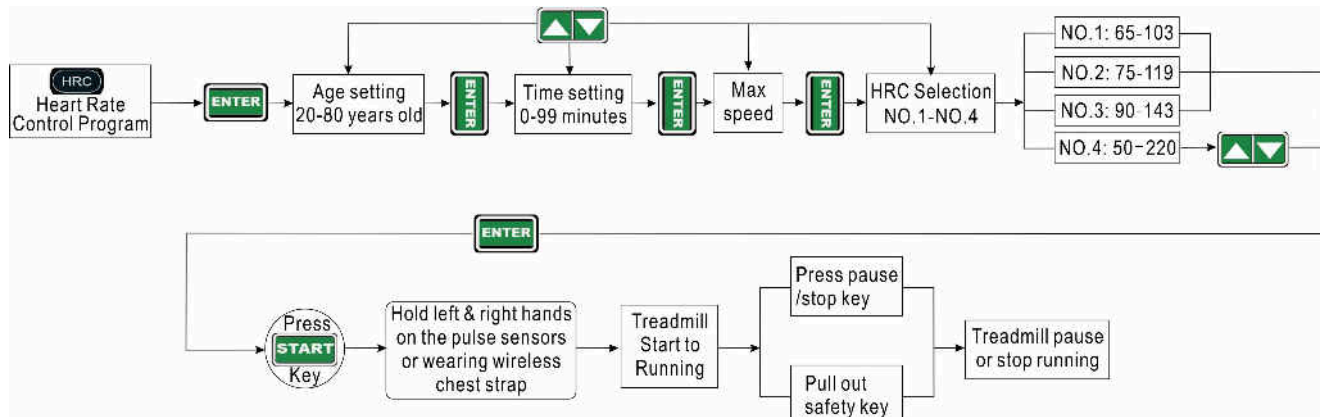 HRC
Heart Rate
Control Program
ENTER
Age setting
20-80 years old
ENTER
Time setting
0-99 minutes
ENTER
Max
speed
ENTER
HRC Selection
NO.1-NO.4
NO.1: 65-103
NO.2: 75-119
NO.3: 90-143
NO.4: 50-220
ENTER
Press
START
Key
Hold left & right hands
on the pulse sensors
or wearing wireless
chest strap
Treadmill
Start to
Running
Press pause
/stop key
Pull out
safety key
Treadmill pause
or stop running